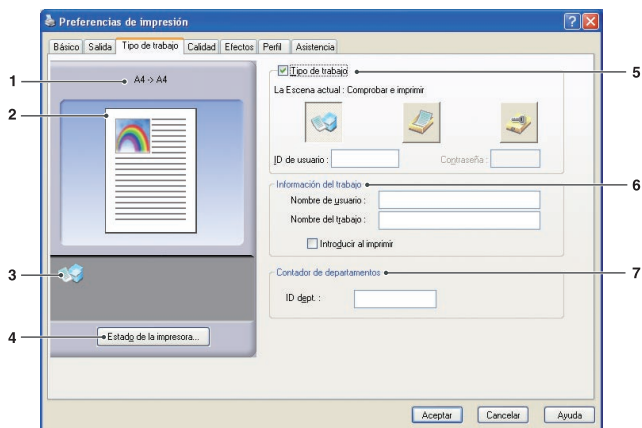 Preferencias de impresión
Básico Salida Tipo de trabajo Calidad Efectos Perfil Asistencia
1
A4 -> A4
2
3
4
Estado de la impresora...
Tipo de trabajo
5
La Escena actual : Comprobar e imprimir
ID de usuario :
Contraseña :
Información del trabajo
6
Nombre de usuario :
Nombre del trabajo :
Introducir al imprimir
Contador de departamentos
7
ID dept. :
Aceptar Cancelar Ayuda